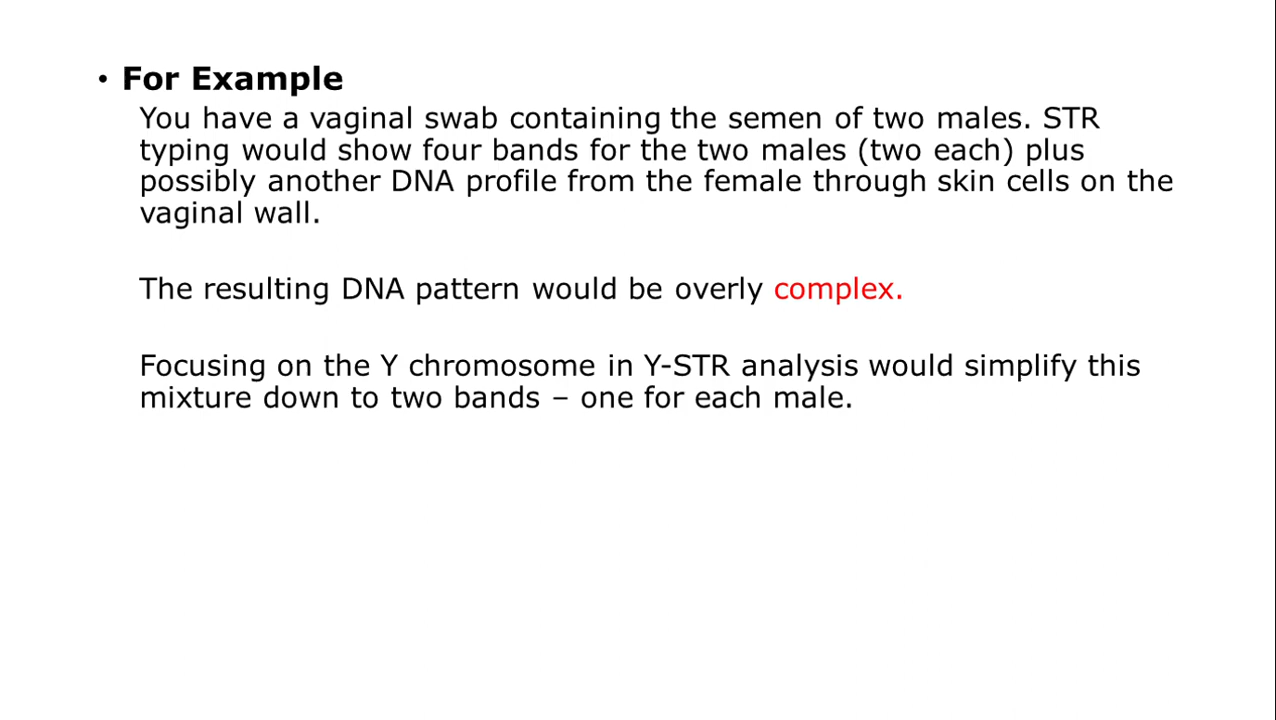 • For Example
You have a vaginal swab containing the semen of two males. STR
typing would show four bands for the two males (two each) plus
possibly another DNA profile from the female through skin cells on the
vaginal wall.
The resulting DNA pattern would be overly complex.
Focusing on the Y chromosome in Y-STR analysis would simplify this
mixture down to two bands – one for each male.